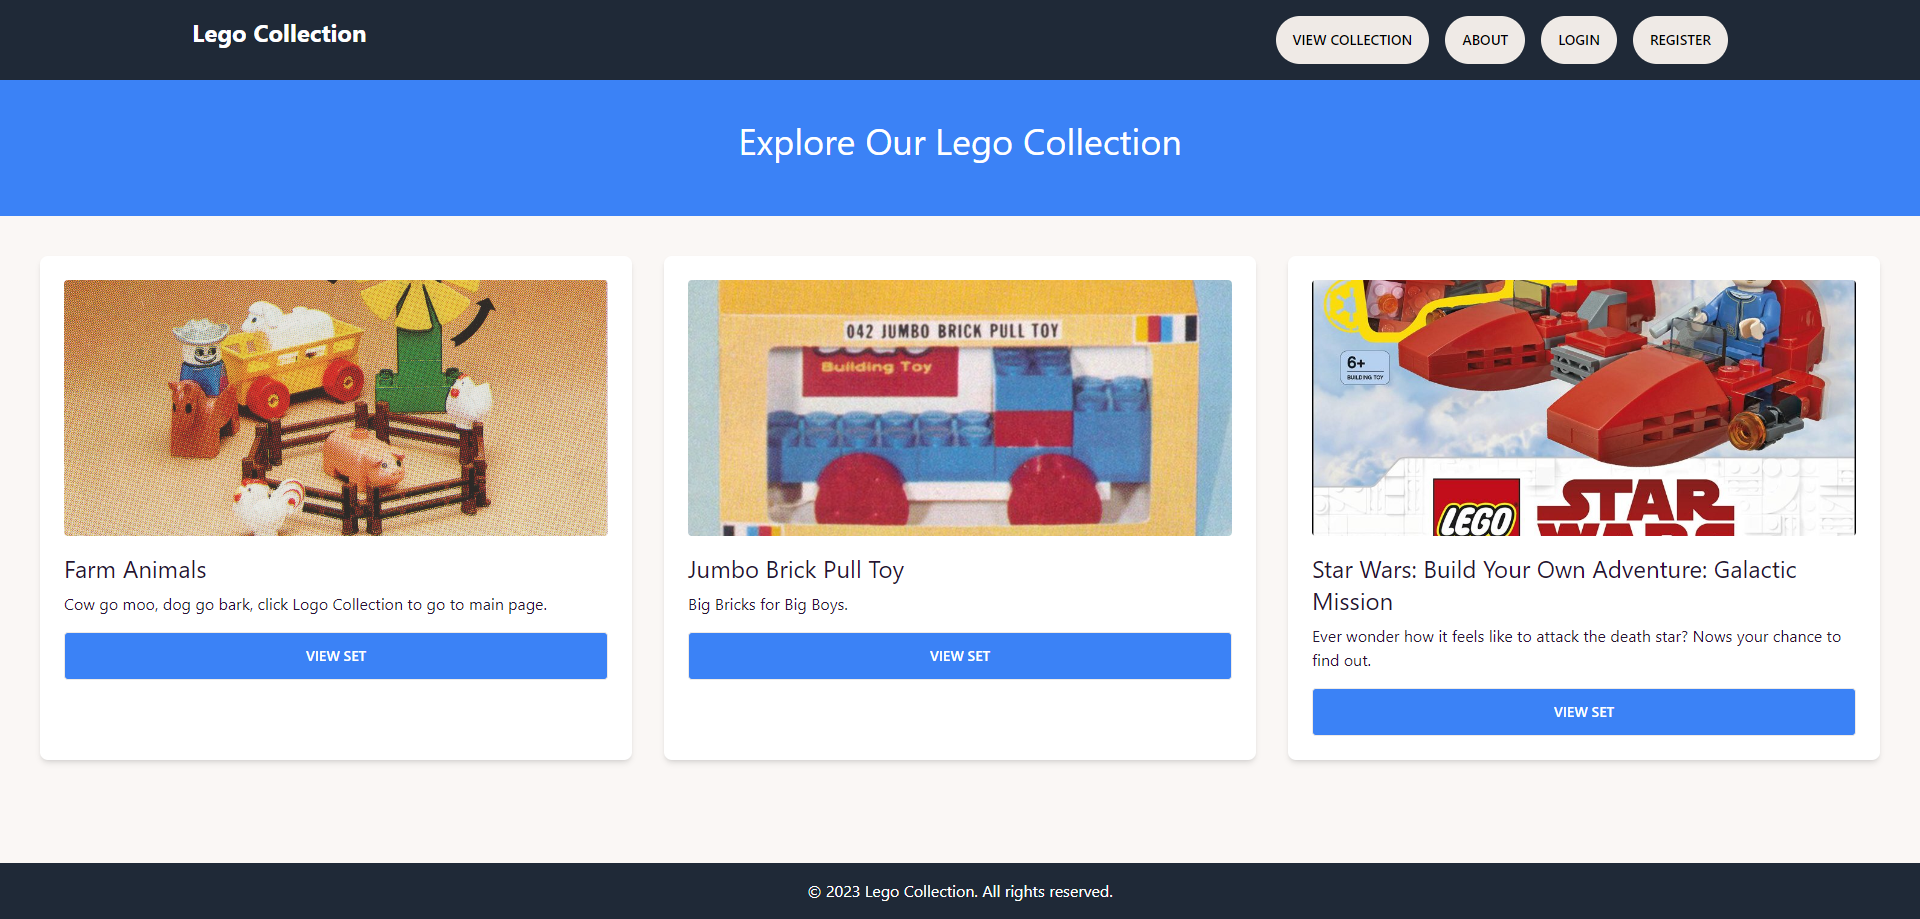 Lego Collection
VIEW COLLECTION
ABOUT
LOGIN
REGISTER
Explore Our Lego Collection
042 JUMBO BRICK PULL TOY
Building Toy
6+
BUILDING TOY
LEGO
STAR
WARS
Farm Animals
Cow go moo, dog go bark, click Logo Collection to go to main page.
VIEW SET
Jumbo Brick Pull Toy
Big Bricks for Big Boys.
VIEW SET
Star Wars: Build Your Own Adventure: Galactic
Mission
Ever wonder how it feels like to attack the death star? Nows your chance to
find out.
VIEW SET
© 2023 Lego Collection. All rights reserved.